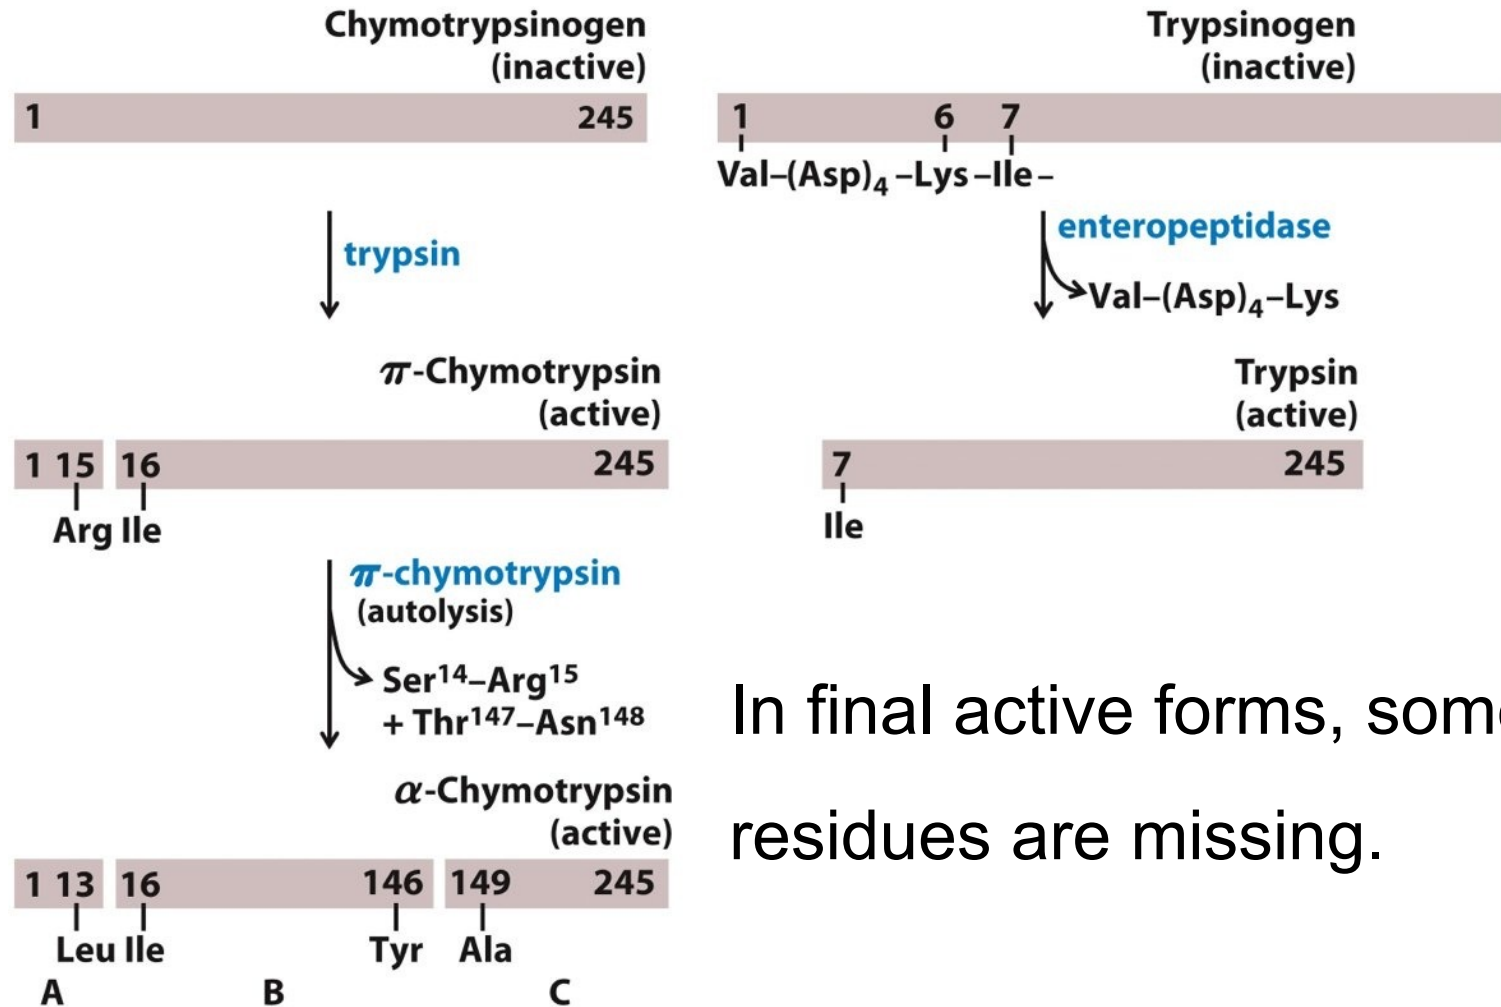 Chymotrypsinogen
(inactive)
1 245
trypsin
π-Chymotrypsin
(active)
1 15 16 245
Arg Ile
π-chymotrypsin
(autolysis)
Ser¹⁴–Arg¹⁵
+ Thr¹⁴⁷–Asn¹⁴⁸
α-Chymotrypsin
(active)
1 13 16 146 149 245
Leu Ile Tyr Ala
A B C
Trypsinogen
(inactive)
1 6 7
Val–(Asp)₄–Lys–Ile–
enteropeptidase
Val–(Asp)₄–Lys
Trypsin
(active)
7 245
Ile
In final active forms,
residues are missing.